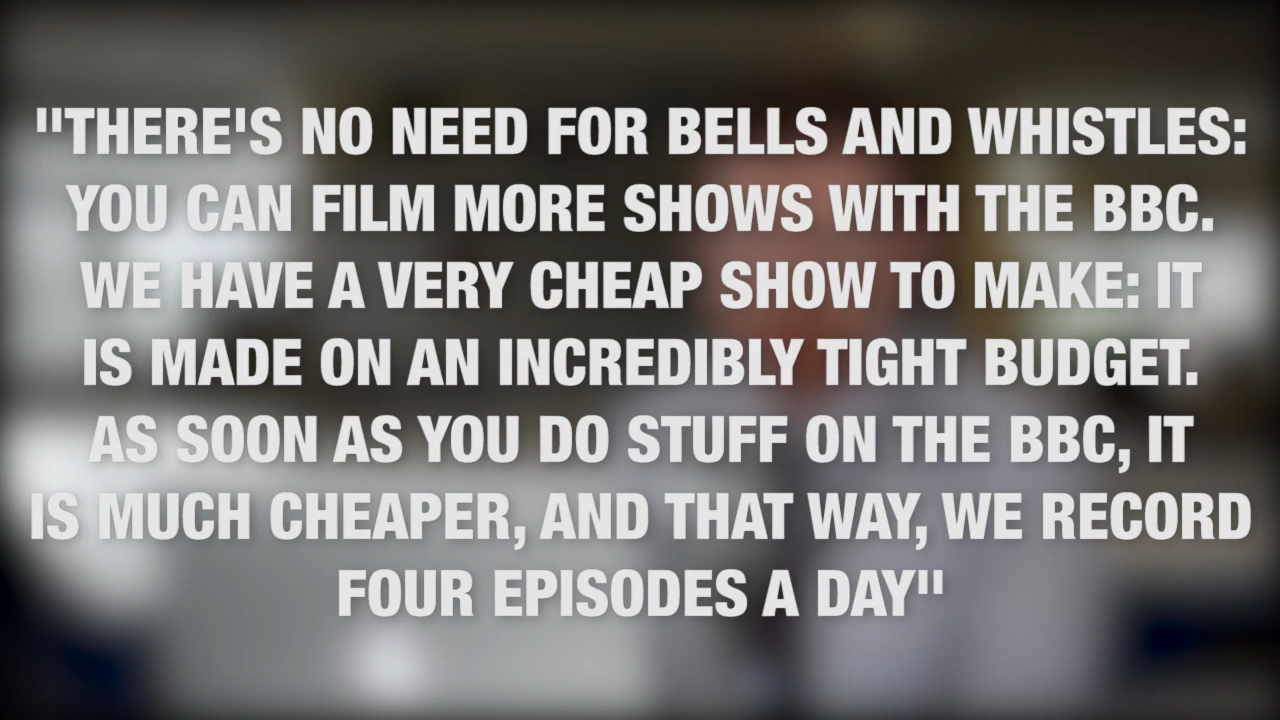 "THERE'S NO NEED FOR BELLS AND WHISTLES:
YOU CAN FILM MORE SHOWS WITH THE BBC.
WE HAVE A VERY CHEAP SHOW TO MAKE: IT
IS MADE ON AN INCREDIBLY TIGHT BUDGET.
AS SOON AS YOU DO STUFF ON THE BBC, IT
IS MUCH CHEAPER, AND THAT WAY, WE RECORD
FOUR EPISODES A DAY"